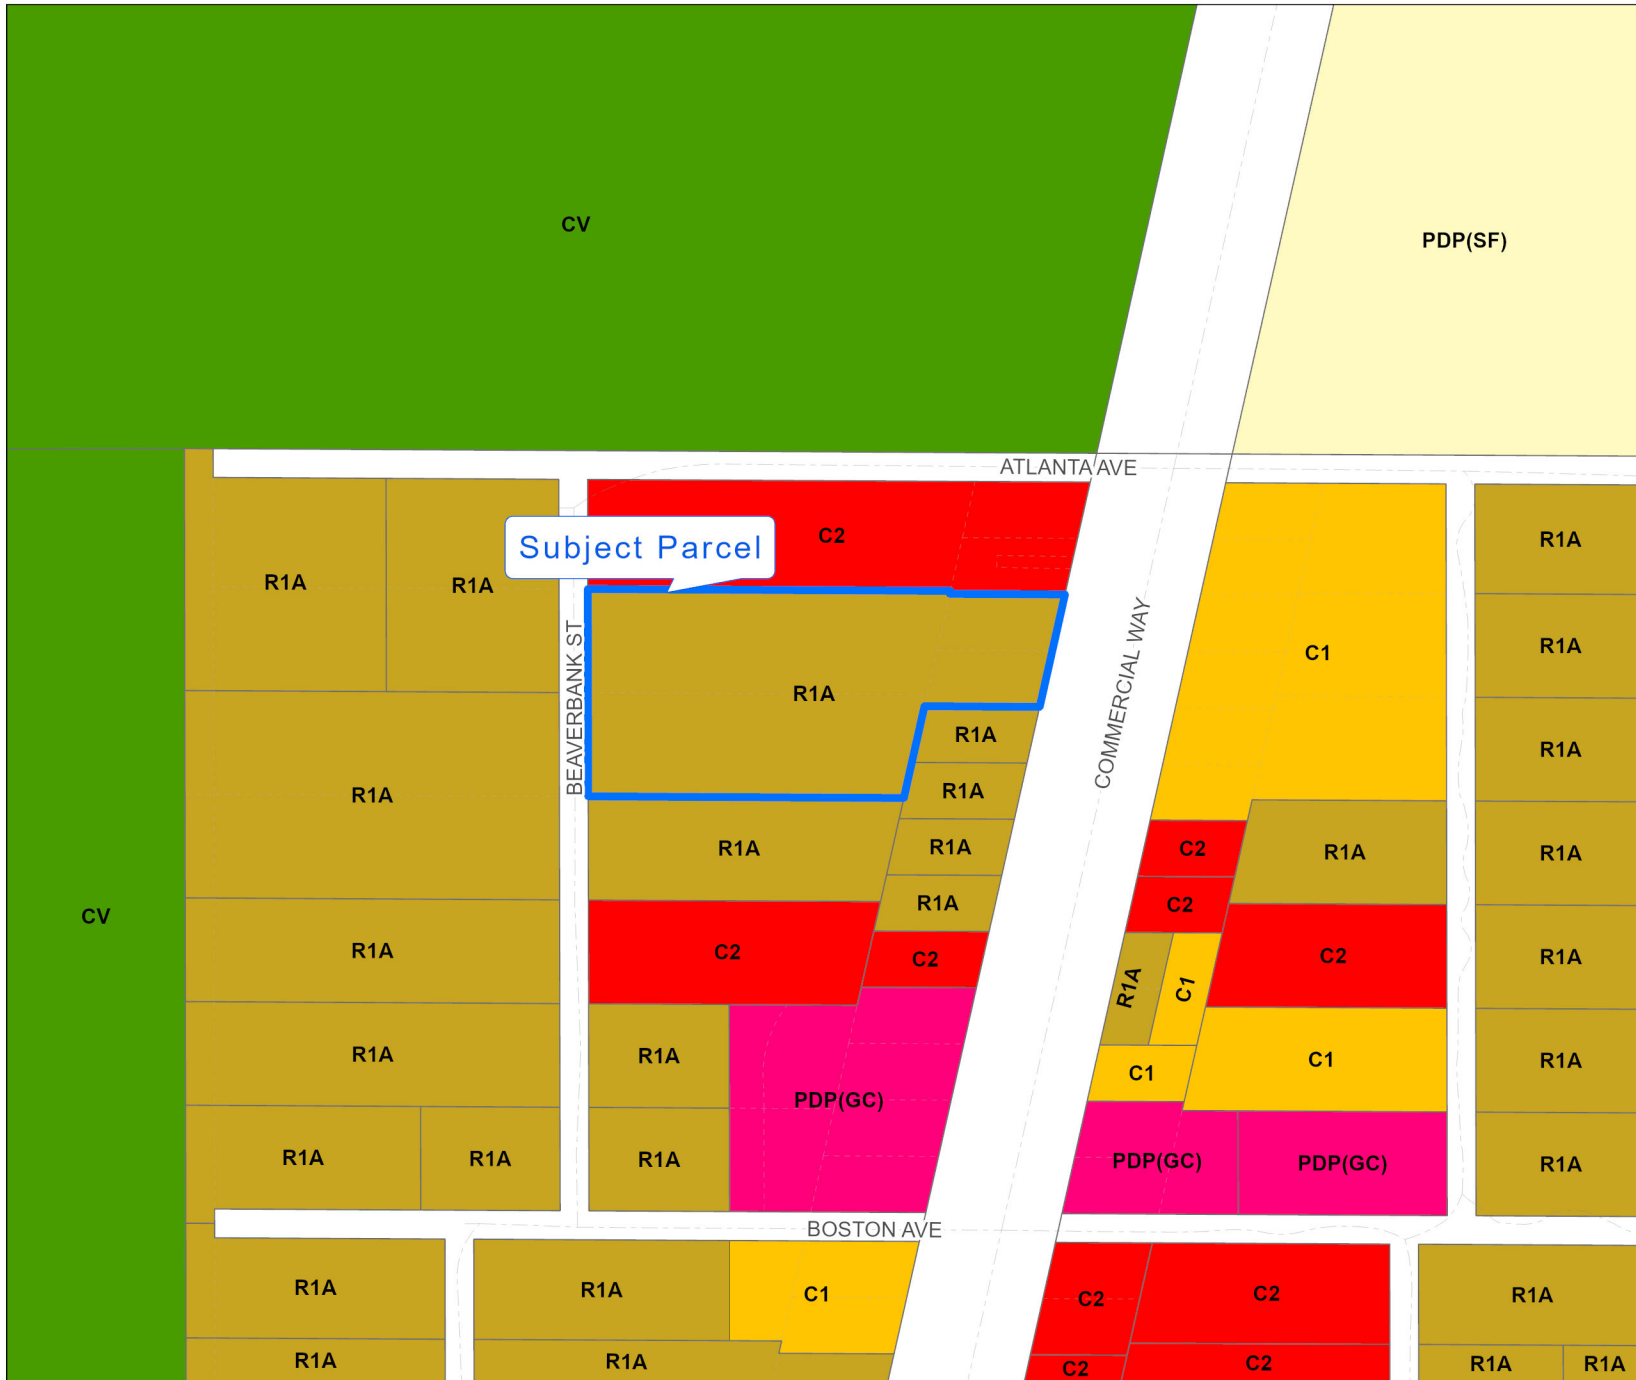 CV
PDP(SF)
ATLANTA AVE
C2
Subject Parcel
R1A
R1A
R1A
R1A
R1A
C1
BEAVERBANK ST
COMMERCIAL WAY
R1A
R1A
R1A
R1A
R1A
R1A
R1A
R1A
C2
R1A
R1A
C2
R1A
CV
R1A
C2
C2
C2
R1A
R1A
C1
R1A
R1A
C1
C1
R1A
PDP(GC)
R1A
R1A
R1A
PDP(GC)
PDP(GC)
R1A
BOSTON AVE
R1A
R1A
C1
C2
C2
R1A
R1A
R1A
C2
C2
R1A
R1A